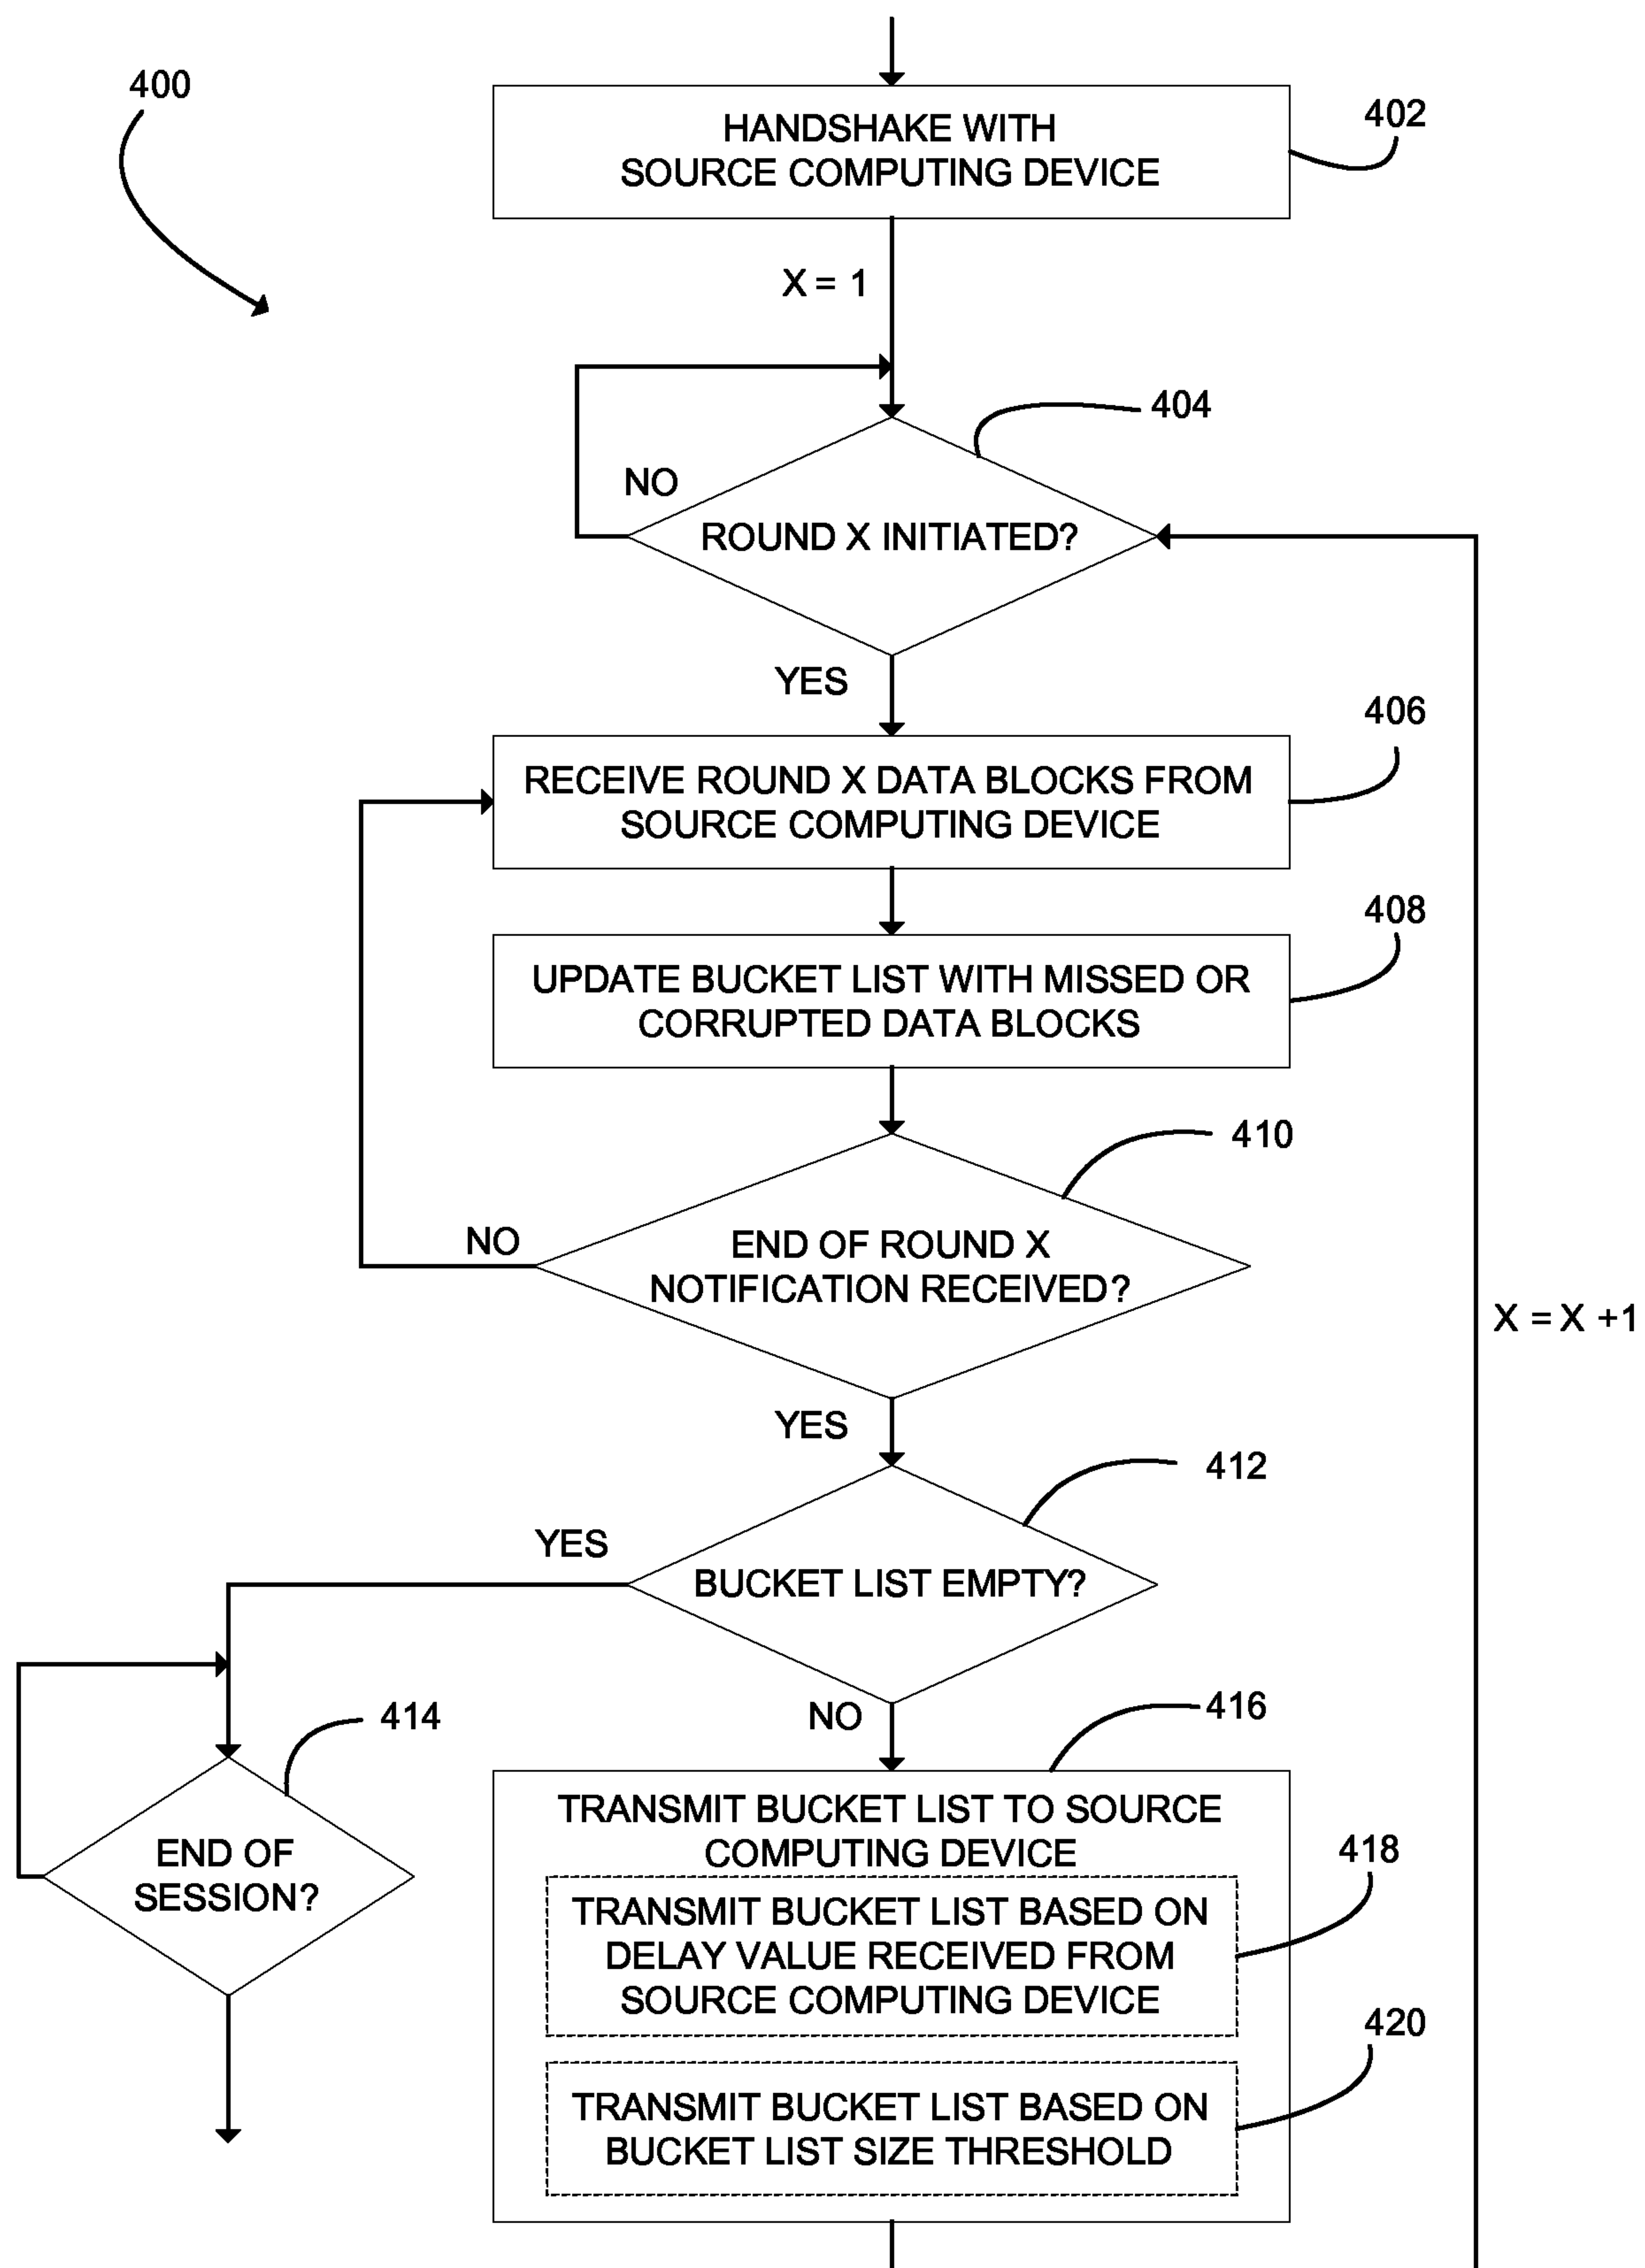 400
HANDSHAKE WITH
SOURCE COMPUTING DEVICE
402
X = 1
404
NO
ROUND X INITIATED?
YES
406
RECEIVE ROUND X DATA BLOCKS FROM
SOURCE COMPUTING DEVICE
408
UPDATE BUCKET LIST WITH MISSED OR
CORRUPTED DATA BLOCKS
410
NO
END OF ROUND X
NOTIFICATION RECEIVED?
X = X +1
YES
412
YES
BUCKET LIST EMPTY?
NO
416
414
END OF
SESSION?
TRANSMIT BUCKET LIST TO SOURCE
COMPUTING DEVICE
418
TRANSMIT BUCKET LIST BASED ON
DELAY VALUE RECEIVED FROM
SOURCE COMPUTING DEVICE
420
TRANSMIT BUCKET LIST BASED ON
BUCKET LIST SIZE THRESHOLD